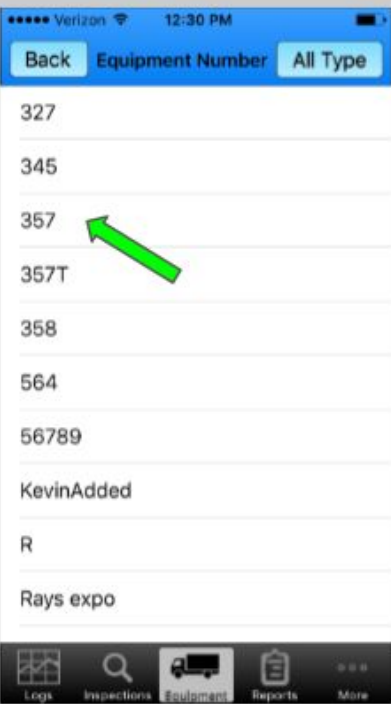 Verizon 12:30 PM
Back Equipment Number All Type
327
345
357
357T
358
564
56789
KevinAdded
R
Rays expo
Logs Inspections Equipment Reports More